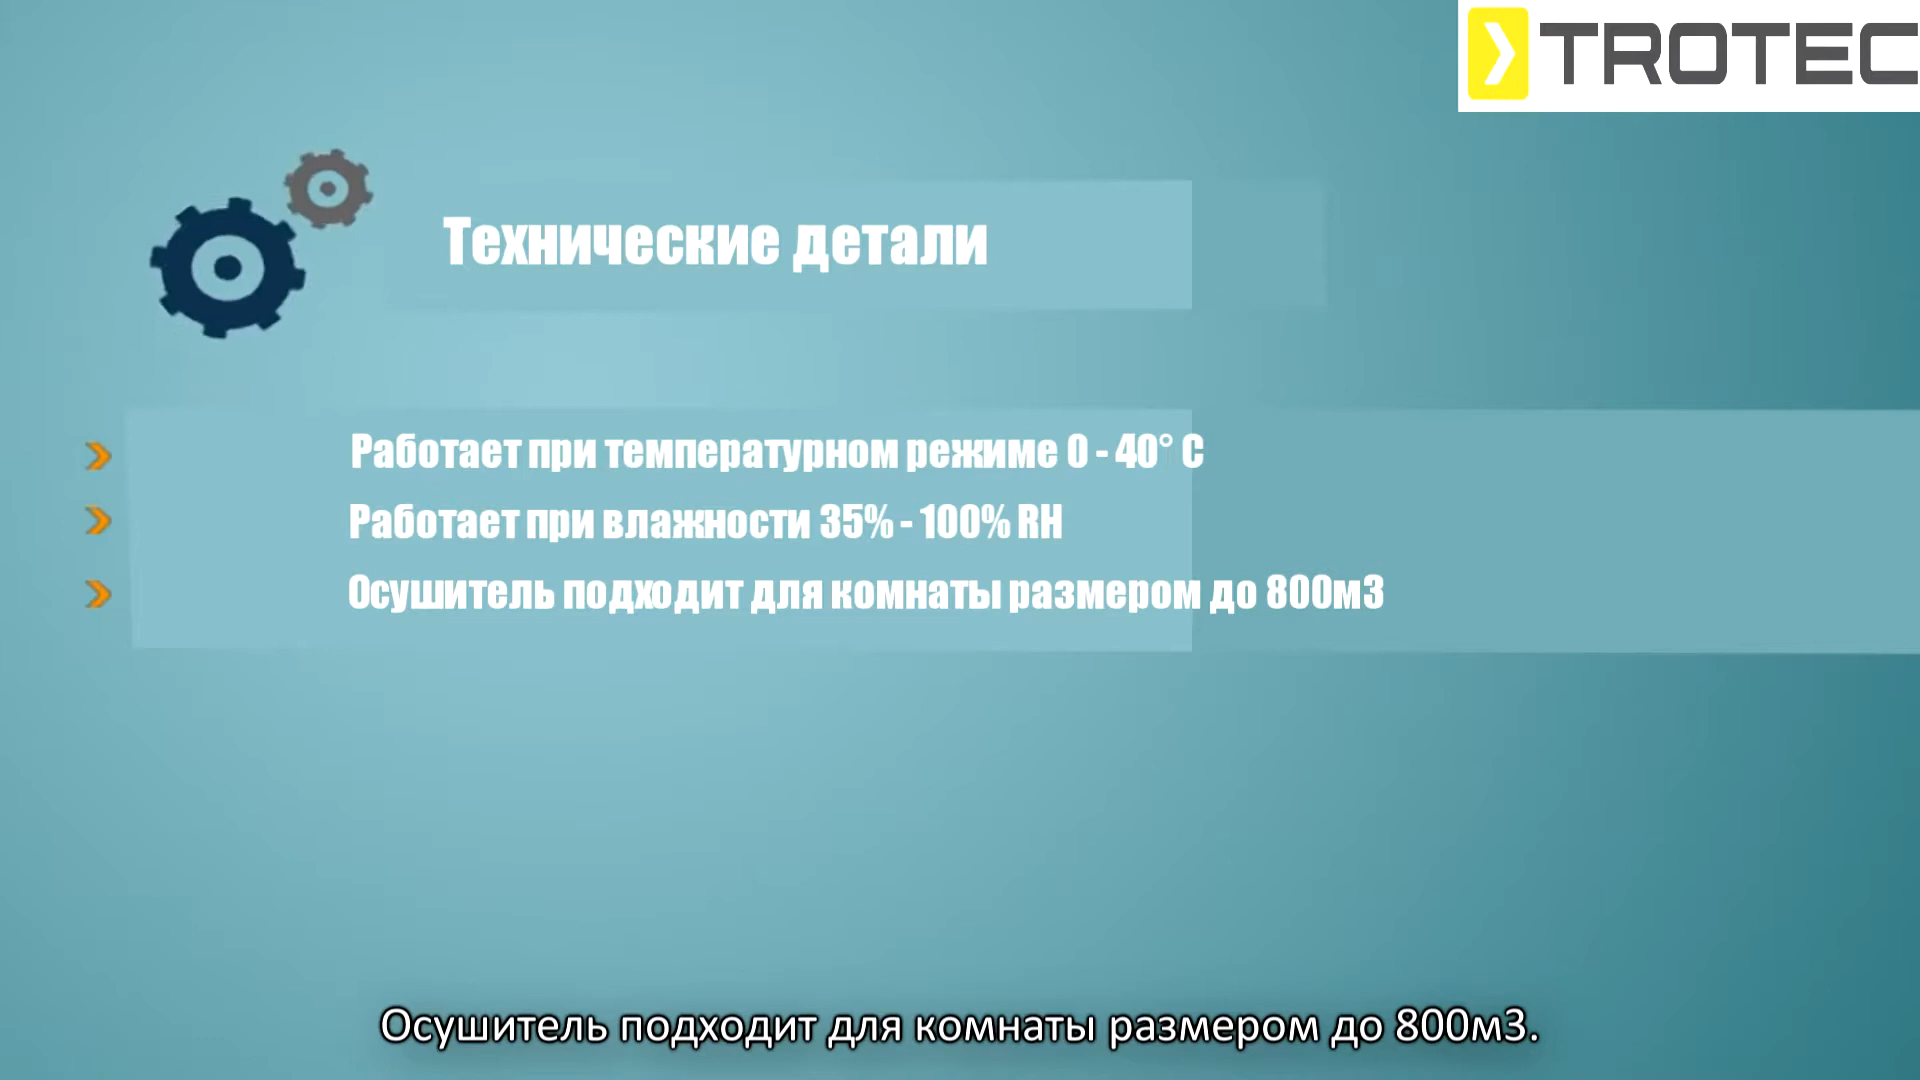 TROTEC
Технические детали
Работает при температурном режиме 0 - 40° C
Работает при влажности 35% - 100% RH
Осушитель подходит для комнаты размером до 800м3
Осушитель подходит для комнаты размером до 800м3.